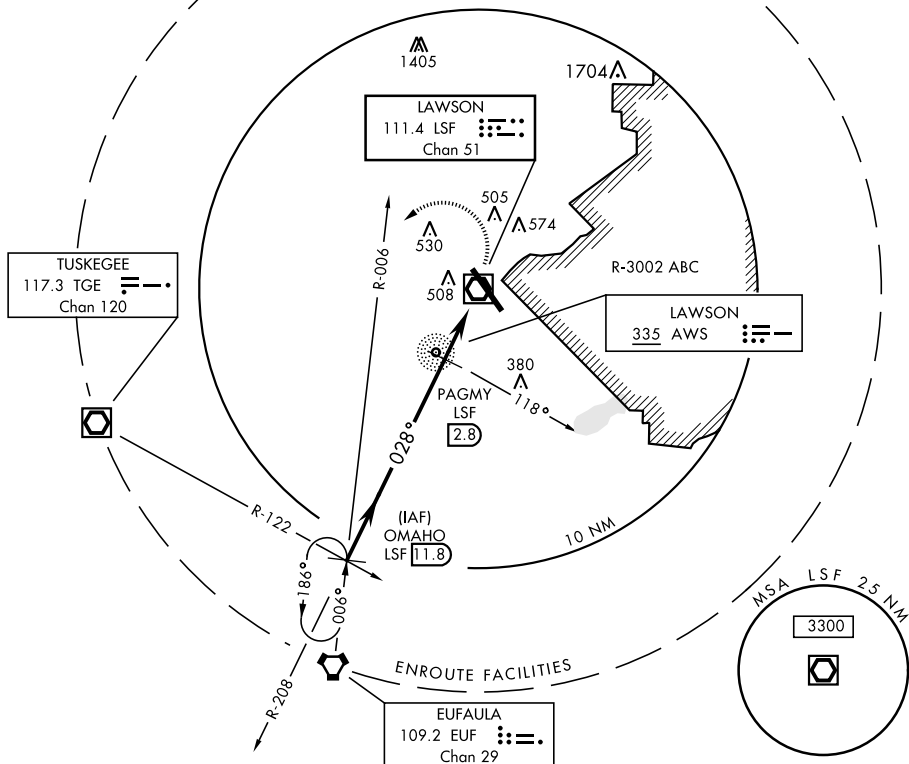 1405
1704
LAWSON
111.4 LSF
Chan 51
505
574
530
R-006
508
R-3002 ABC
TUSKEGEE
117.3 TGE
Chan 120
LAWSON
335 AWS
380
118°
PAGMY
LSF
2.8
028°
R-122
(IAF)
OMAHO
LSF 11.8
10 NM
186°
006°
R-208
ENROUTE FACILITIES
EUFAULA
109.2 EUF
Chan 29
MSA LSF 25 NM
3300